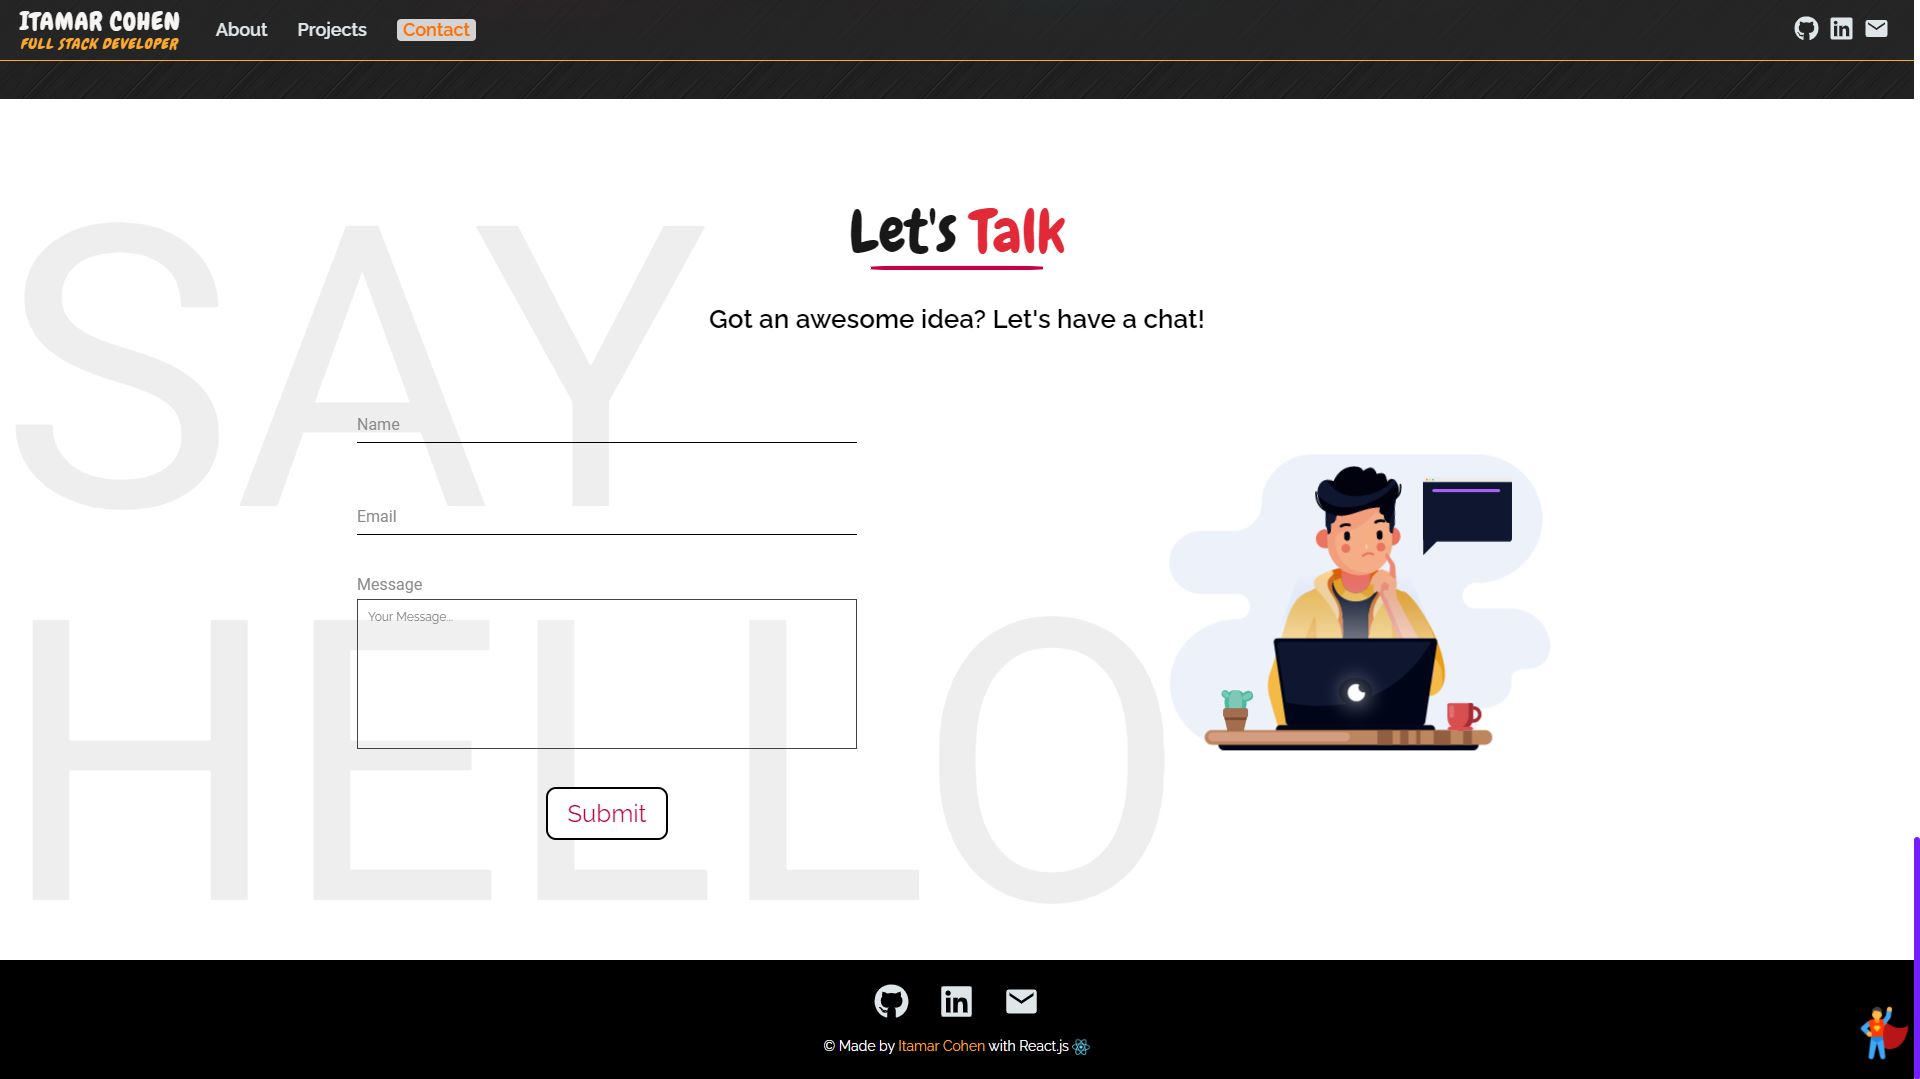 ITAMAR COHEN
FULL STACK DEVELOPER
About
Projects
Contact
SAY
HELLO
Let's Talk
Got an awesome idea? Let's have a chat!
Name
Email
Message
Your Message...
Submit
© Made by Itamar Cohen with React.js